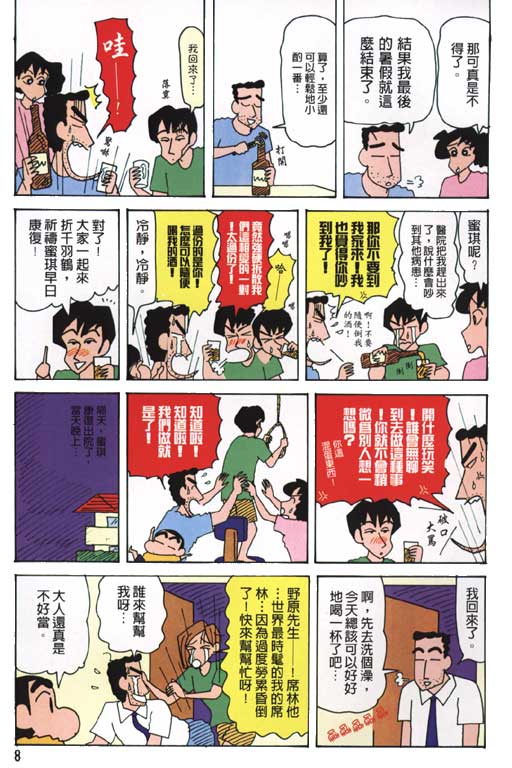 那可真是不
得了。
結果我最後
的暑假就這
麼結束了。
算了，至少還
可以輕鬆地小
酌一番…
打開
我回來了…
落寞
哇——！
蜜琪呢？
醫院把我趕出來
了，說什麼會吵
到其他病患…
啊！不要
隨便倒我
的酒！
倒
倒
那你不要到
我家來！我
也覺得你吵
到我了！
咕
咕
哈
竟然強硬拆散我
們這相愛的一對
！太過份了！
過份的是你！
怎麼可以隨便
喝我的酒！
冷靜，冷靜。
對了！
大家一起來
折千羽鶴，
祈禱蜜琪早日
康復！
開什麼玩笑
！誰會無聊
到去做這種事
！你就不會稍
微為別人想一
想嗎？
你這
混蛋東西！
破口
大罵
知道啦！
知道啦！
我們做就
是了！
隔天，蜜琪
康復出院了，
當天晚上…
我回來了。
啊，先去洗個澡，
今天總該可以好好
地喝一杯了吧…
野原先生——！席林他
…世界最時髦的我的席
林…因為過度勞累昏倒
了！快來幫幫忙呀！
誰來幫幫
我呀…
大人還真是
不好當。
8